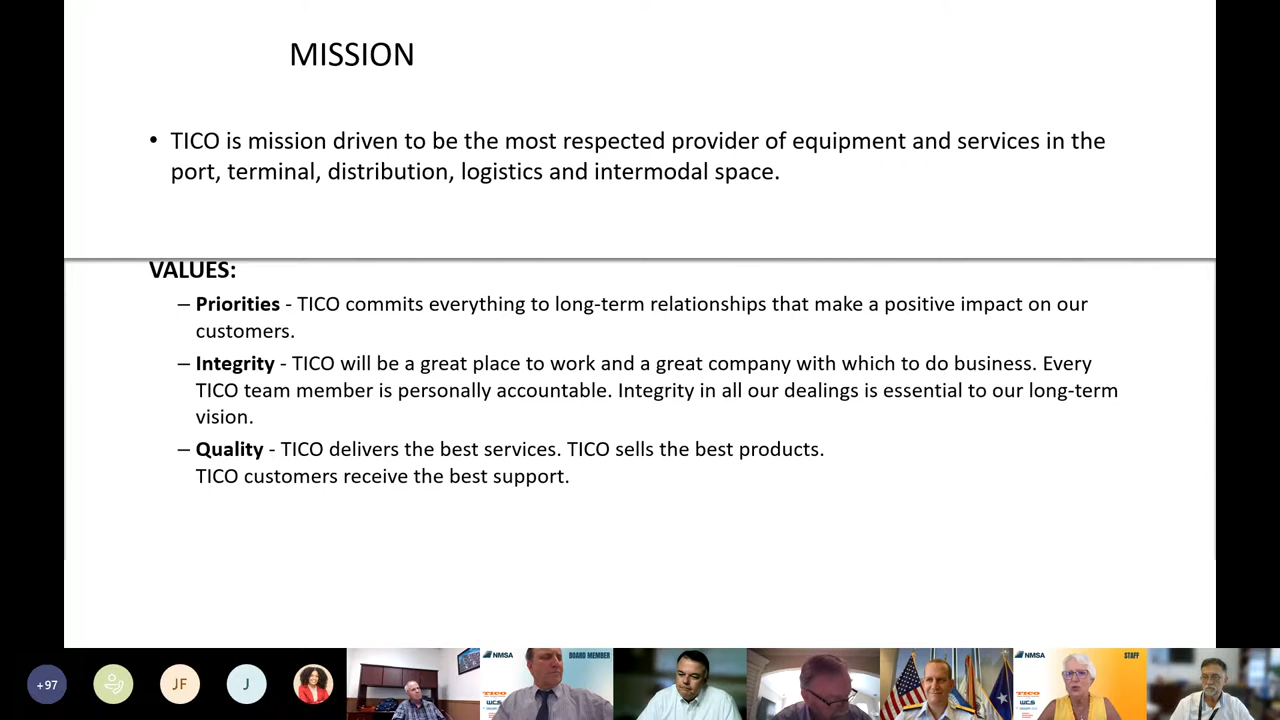 MISSION
• TICO is mission driven to be the most respected provider of equipment and services in the
port, terminal, distribution, logistics and intermodal space.
VALUES:
– Priorities - TICO commits everything to long-term relationships that make a positive impact on our
customers.
– Integrity - TICO will be a great place to work and a great company with which to do business. Every
TICO team member is personally accountable. Integrity in all our dealings is essential to our long-term
vision.
– Quality - TICO delivers the best services. TICO sells the best products.
TICO customers receive the best support.
+97
JF
J
NMSA
BOARD MEMBER
TICO
WCS
NMSA
STAFF
TICO
WCS